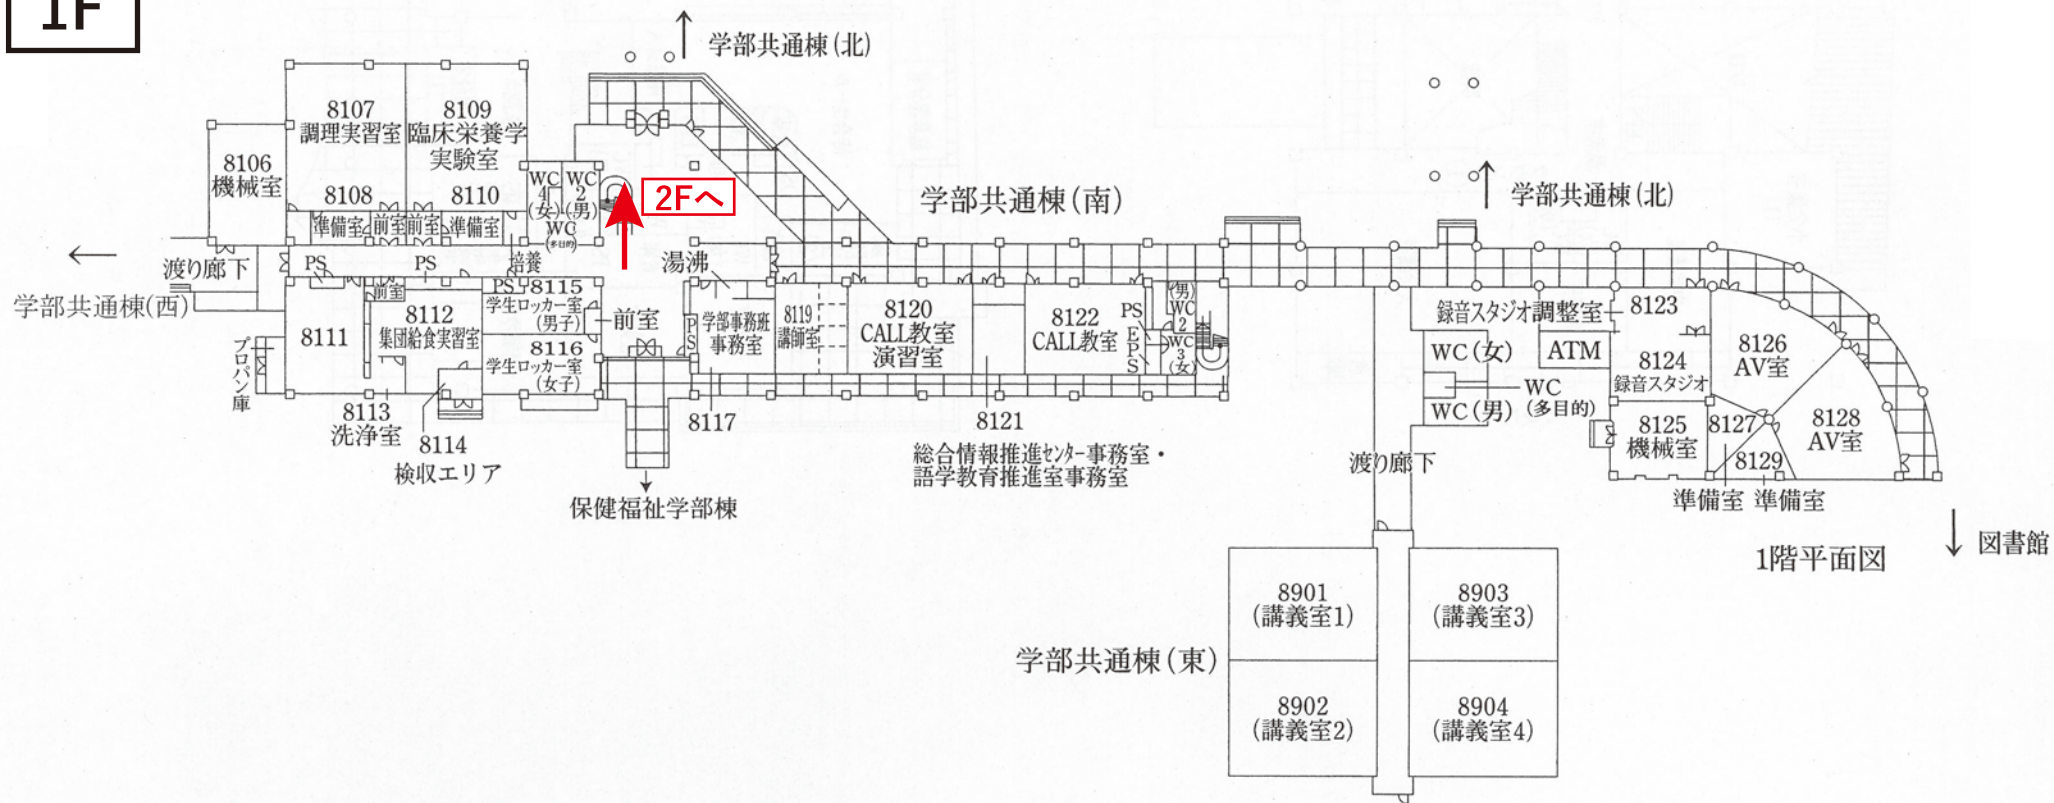 1F
学部共通棟(北)
8107
調理実習室
8109
臨床栄養学
実験室
8106
機械室
8108
準備室
前室
前室
8110
準備室
WC
4
(女)
WC
2
(男)
WC
(多目的)
2Fへ
学部共通棟(南)
学部共通棟(北)
渡り廊下
学部共通棟(西)
PS
PS
培養
湯沸
プロパン庫
8111
前室
8112
集団給食実習室
PS
8115
学生ロッカー室
(男子)
8116
学生ロッカー室
(女子)
前室
PS
学部事務班
事務室
8119
講師室
8120
CALL教室
演習室
8122
CALL教室
PS
EPS
(男)
WC
2
WC
3
(女)
8113
洗浄室
8114
検収エリア
8117
8121
総合情報推進センター事務室・
語学教育推進室事務室
保健福祉学部棟
録音スタジオ調整室
8123
WC(女)
ATM
WC
(多目的)
WC(男)
8124
録音スタジオ
8126
AV室
8125
機械室
8127
8128
AV室
8129
準備室
準備室
渡り廊下
図書館
1階平面図
学部共通棟(東)
8901
(講義室1)
8903
(講義室3)
8902
(講義室2)
8904
(講義室4)